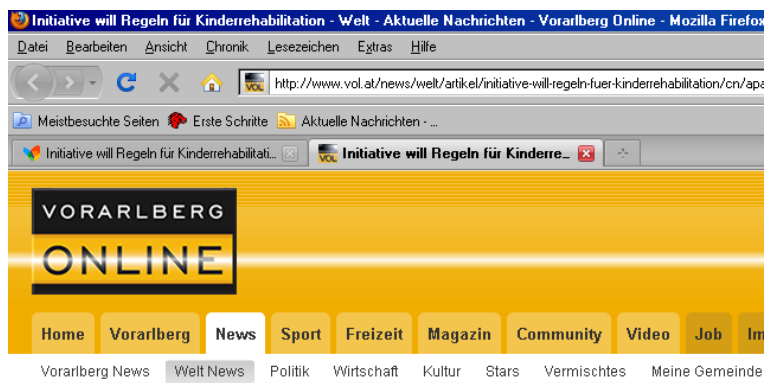 Initiative will Regeln für Kinderrehabilitation - Welt - Aktuelle Nachrichten - Vorarlberg Online - Mozilla Firefox
Datei Bearbeiten Ansicht Chronik Lesezeichen Extras Hilfe
VOL http://www.vol.at/news/welt/artikel/initiative-will-regeln-fuer-kinderrehabilitation/cn/apa
Meistbesuchte Seiten Erste Schritte Aktuelle Nachrichten - ...
Initiative will Regeln für Kinderrehabilitati... VOL Initiative will Regeln für Kinderre...
VORARLBERG
ONLINE
Home Vorarlberg News Sport Freizeit Magazin Community Video Job Im
Vorarlberg News Welt News Politik Wirtschaft Kultur Stars Vermischtes Meine Gemeinde